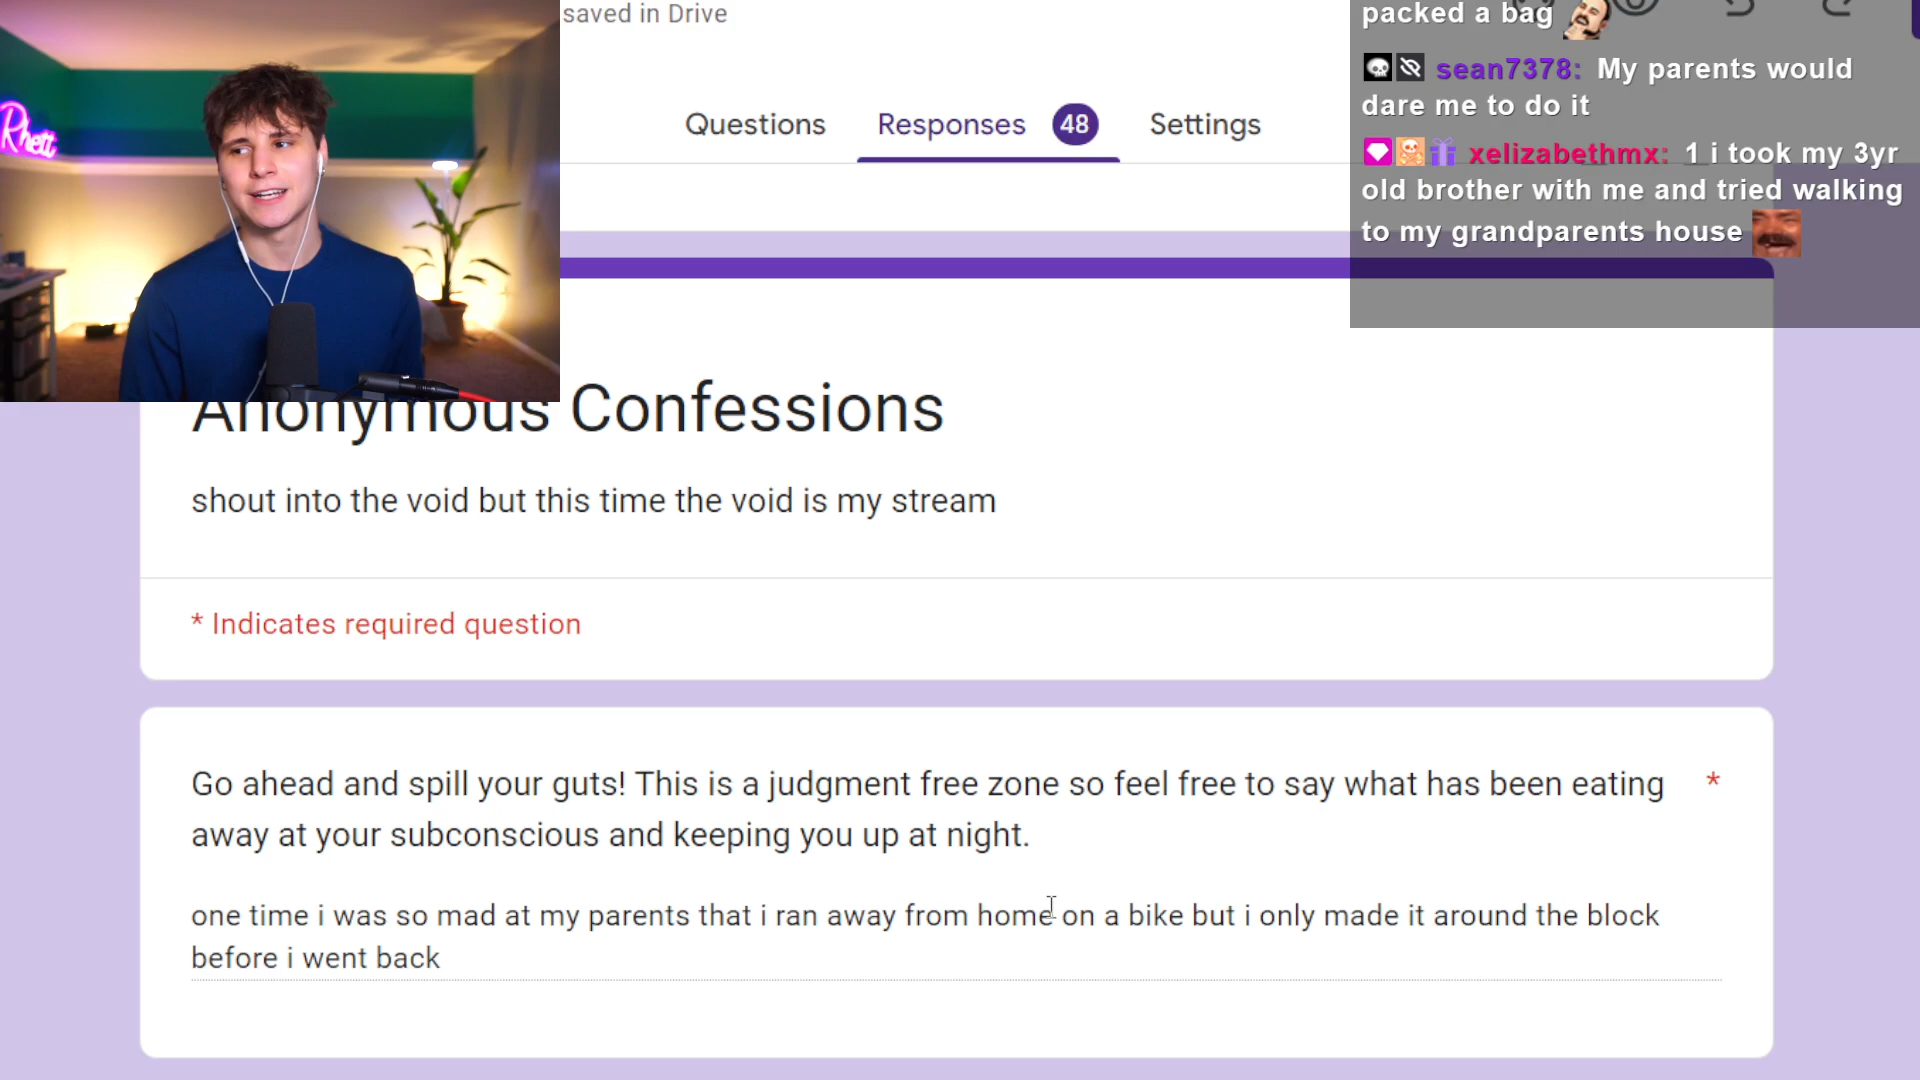 saved in Drive
packed a bag
sean7378: My parents would
dare me to do it
xelizabethmx: 1 i took my 3yr
old brother with me and tried walking
to my grandparents house
Rhett
Questions
Responses 48
Settings
Anonymous Confessions
shout into the void but this time the void is my stream
* Indicates required question
Go ahead and spill your guts! This is a judgment free zone so feel free to say what has been eating *
away at your subconscious and keeping you up at night.
one time i was so mad at my parents that i ran away from home on a bike but i only made it around the block
before i went back